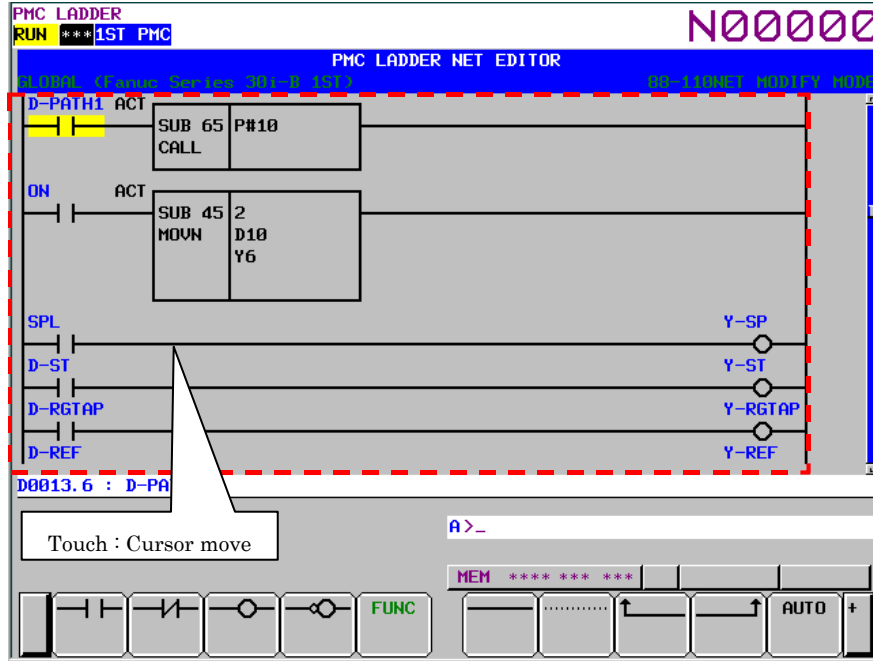 PMC LADDER
RUN ***1ST PMC
N00000
PMC LADDER NET EDITOR
GLOBAL (Fanuc Series 30i-B 1ST) 88-110NET MODIFY MODE
D-PATH1 ACT
SUB 65 P#10
CALL
ON ACT
SUB 45 2
MOVN D10
Y6
SPL Y-SP
D-ST Y-ST
D-RGTAP Y-RGTAP
D-REF Y-REF
D0013.6 : D-PA
Touch : Cursor move
A>_
MEM **** *** ***
FUNC AUTO +